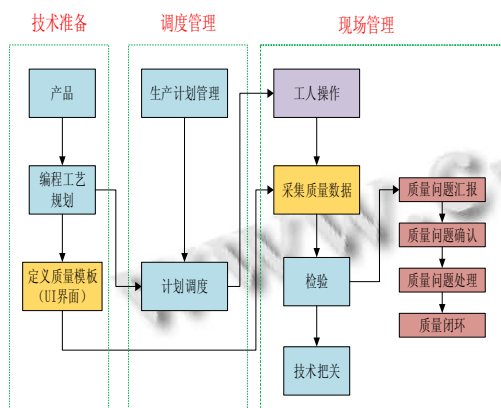 技术准备
调度管理
现场管理
产品
编程工艺
规划
定义质量模板
（UI界面）
生产计划管理
计划调度
工人操作
采集质量数据
检验
技术把关
质量问题汇报
质量问题确认
质量问题处理
质量闭环
www.s